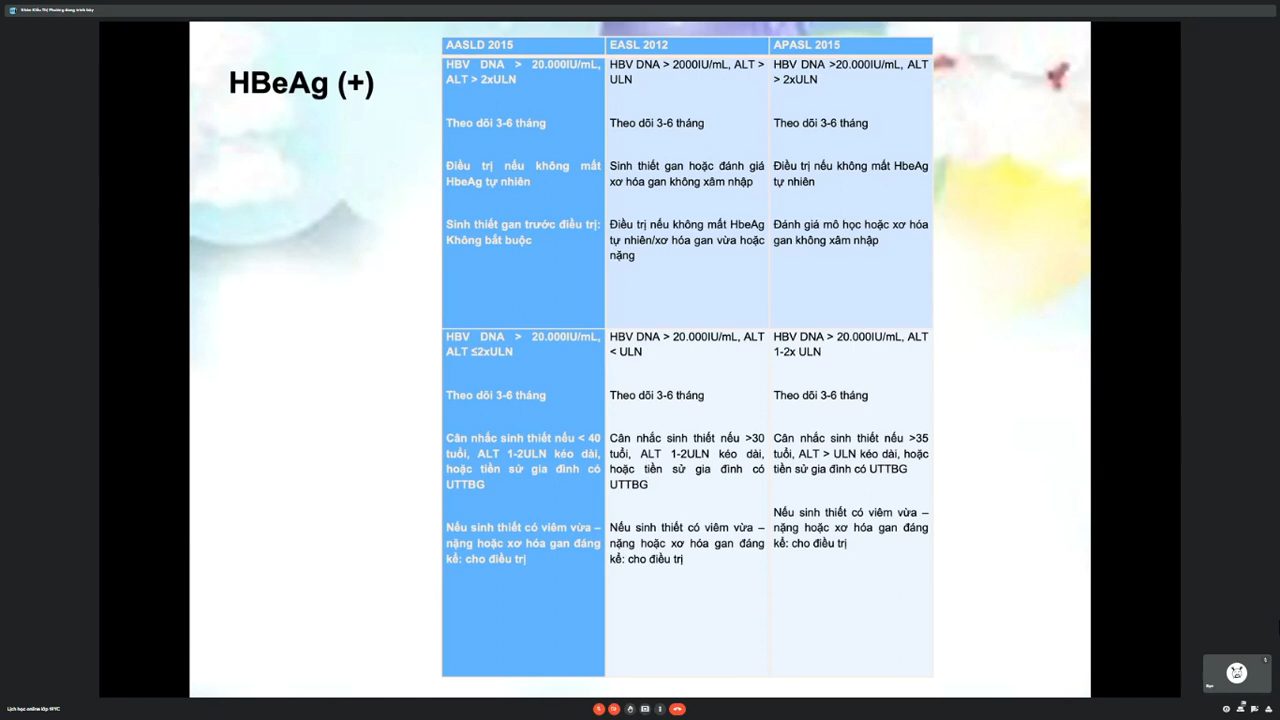 Khâm Kiều Thị Phương đang trình bày
HBeAg (+)
AASLD 2015
HBV DNA > 20.000IU/mL,
ALT > 2xULN
Theo dõi 3-6 tháng
Điều trị nếu không mất
HbeAg tự nhiên
Sinh thiết gan trước điều trị:
Không bắt buộc
EASL 2012
HBV DNA > 2000IU/mL, ALT >
ULN
Theo dõi 3-6 tháng
Sinh thiết gan hoặc đánh giá
xơ hóa gan không xâm nhập
Điều trị nếu không mất HbeAg
tự nhiên/xơ hóa gan vừa hoặc
nặng
APASL 2015
HBV DNA >20.000IU/mL, ALT
> 2xULN
Theo dõi 3-6 tháng
Điều trị nếu không mất HbeAg
tự nhiên
Đánh giá mô học hoặc xơ hóa
gan không xâm nhập
HBV DNA > 20.000IU/mL,
ALT ≤2xULN
Theo dõi 3-6 tháng
Cân nhắc sinh thiết nếu < 40
tuổi, ALT 1-2ULN kéo dài,
hoặc tiền sử gia đình có
UTTBG
Nếu sinh thiết có viêm vừa –
nặng hoặc xơ hóa gan đáng
kể: cho điều trị
HBV DNA > 20.000IU/mL, ALT
< ULN
Theo dõi 3-6 tháng
Cân nhắc sinh thiết nếu >30
tuổi, ALT 1-2ULN kéo dài,
hoặc tiền sử gia đình có
UTTBG
Nếu sinh thiết có viêm vừa –
nặng hoặc xơ hóa gan đáng
kể: cho điều trị
HBV DNA > 20.000IU/mL, ALT
1-2x ULN
Theo dõi 3-6 tháng
Cân nhắc sinh thiết nếu >35
tuổi, ALT > ULN kéo dài, hoặc
tiền sử gia đình có UTTBG
Nếu sinh thiết có viêm vừa –
nặng hoặc xơ hóa gan đáng
kể: cho điều trị
Lịch học online lớp